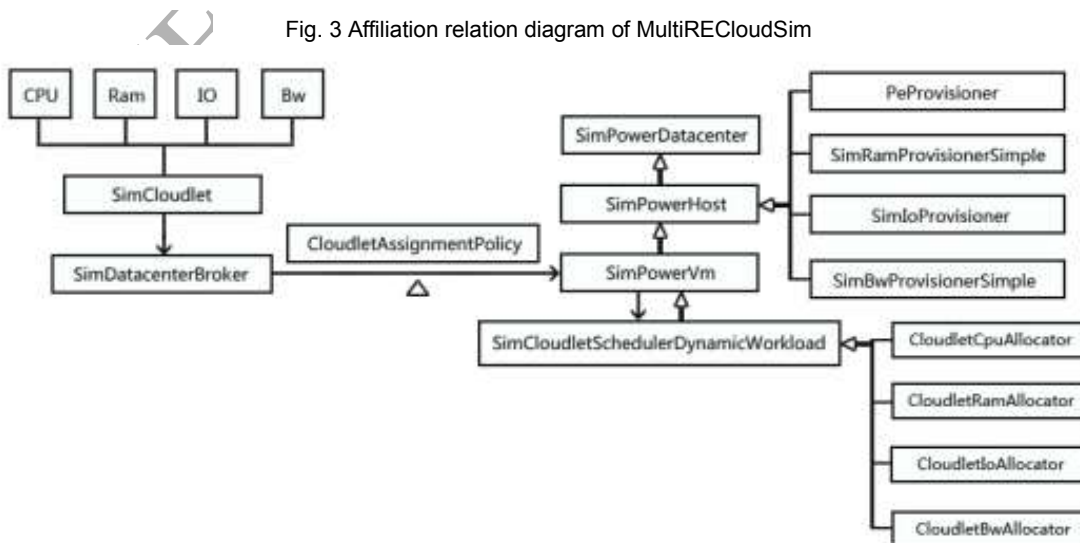 Fig. 3 Affiliation relation diagram of MultiRECloudSim
CPU
Ram
IO
Bw
SimCloudlet
SimDatacenterBroker
CloudletAssignmentPolicy
SimPowerDatacenter
SimPowerHost
SimPowerVm
SimCloudletSchedulerDynamicWorkload
PeProvisioner
SimRamProvisionerSimple
SimIoProvisioner
SimBwProvisionerSimple
CloudletCpuAllocator
CloudletRamAllocator
CloudletIoAllocator
CloudletBwAllocator